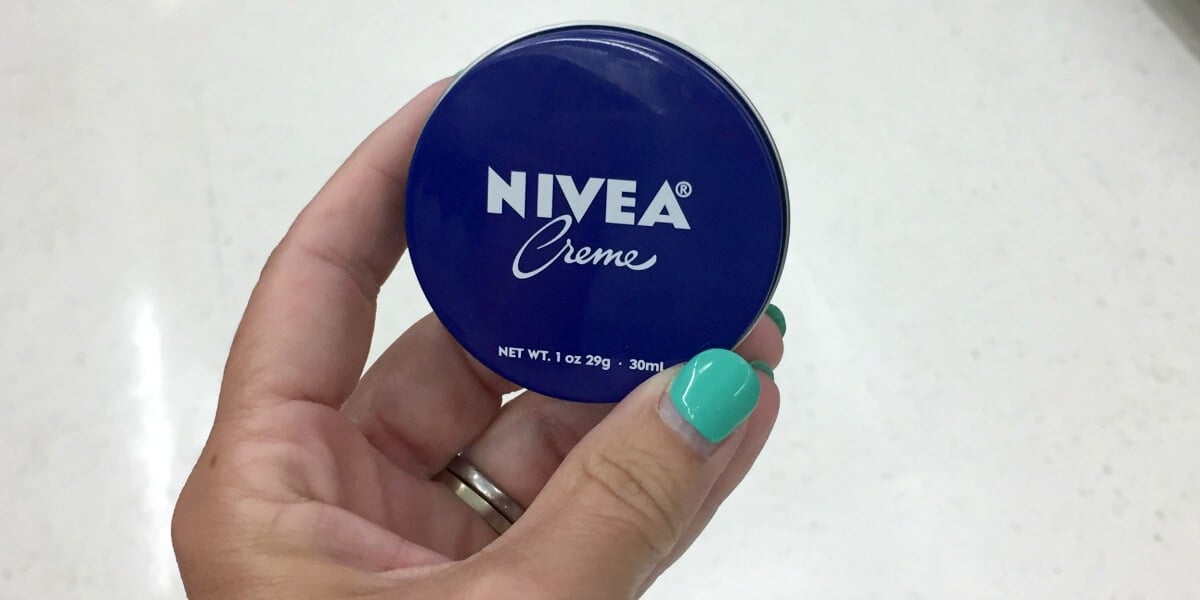 NIVEA®
Creme
NET WT. 1 oz 29g · 30ml